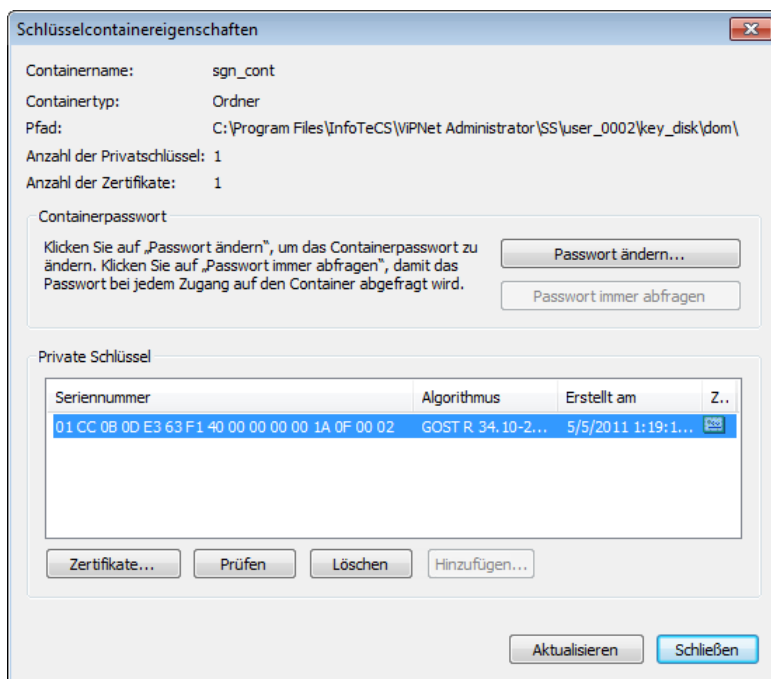 Schlüsselcontainereigenschaften
Containername: sgn_cont
Containertyp: Ordner
Pfad: C:\Program Files\InfoTeCS\ViPNet Administrator\SS\user_0002\key_disk\dom\
Anzahl der Privatschlüssel: 1
Anzahl der Zertifikate: 1
Containerpasswort
Klicken Sie auf „Passwort ändern“, um das Containerpasswort zu
ändern. Klicken Sie auf „Passwort immer abfragen“, damit das
Passwort bei jedem Zugang auf den Container abgefragt wird.
Passwort ändern...
Passwort immer abfragen
Private Schlüssel
Seriennummer Algorithmus Erstellt am Z..
01 CC 0B 0D E3 63 F1 40 00 00 00 00 1A 0F 00 02 GOST R 34.10-2... 5/5/2011 1:19:1...
Zertifikate... Prüfen Löschen Hinzufügen...
Aktualisieren Schließen